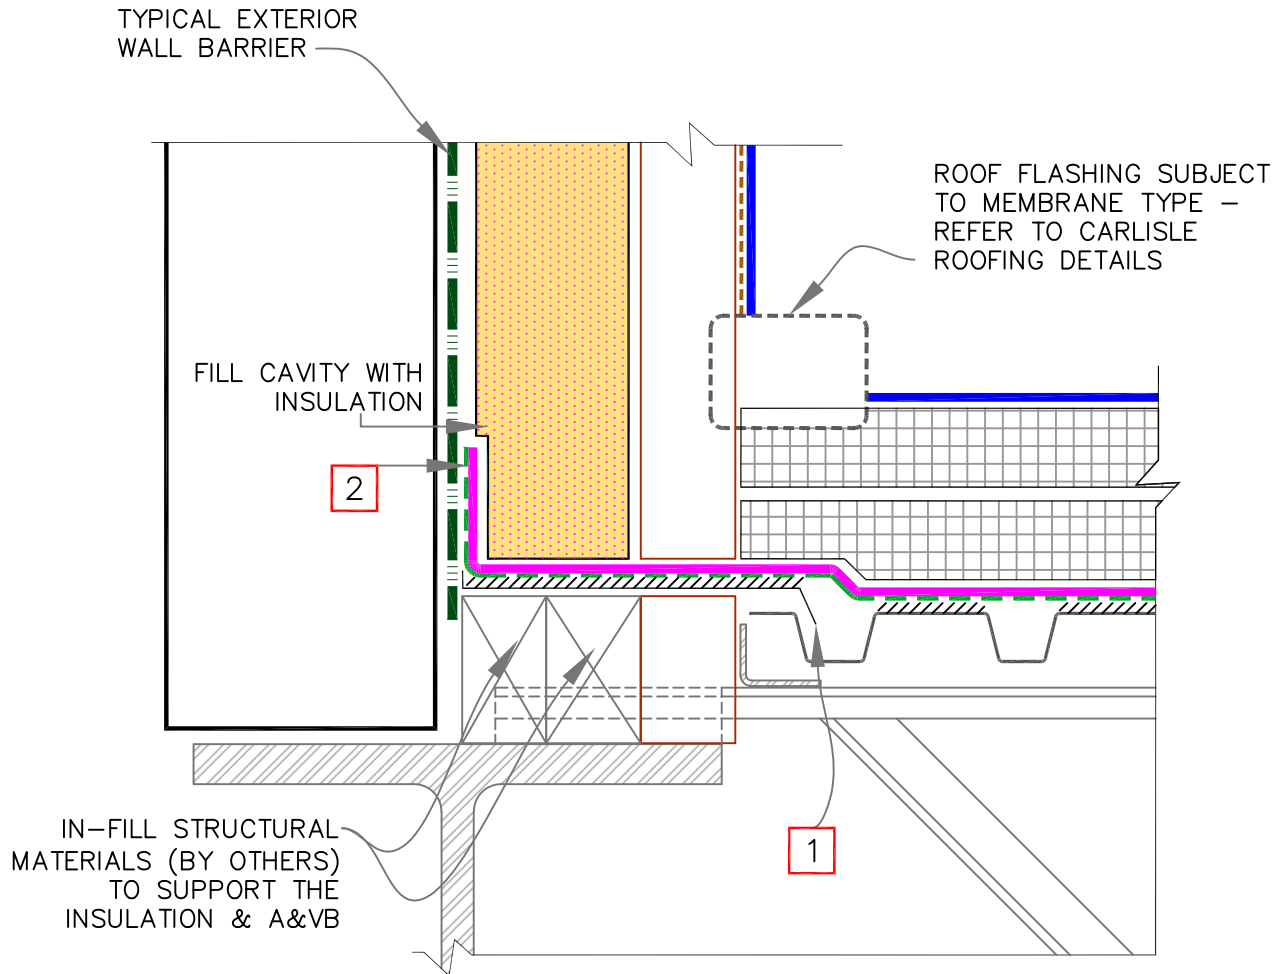 TYPICAL EXTERIOR
WALL BARRIER
ROOF FLASHING SUBJECT
TO MEMBRANE TYPE –
REFER TO CARLISLE
ROOFING DETAILS
FILL CAVITY WITH
INSULATION
2
1
IN–FILL STRUCTURAL
MATERIALS (BY OTHERS)
TO SUPPORT THE
INSULATION & A&VB